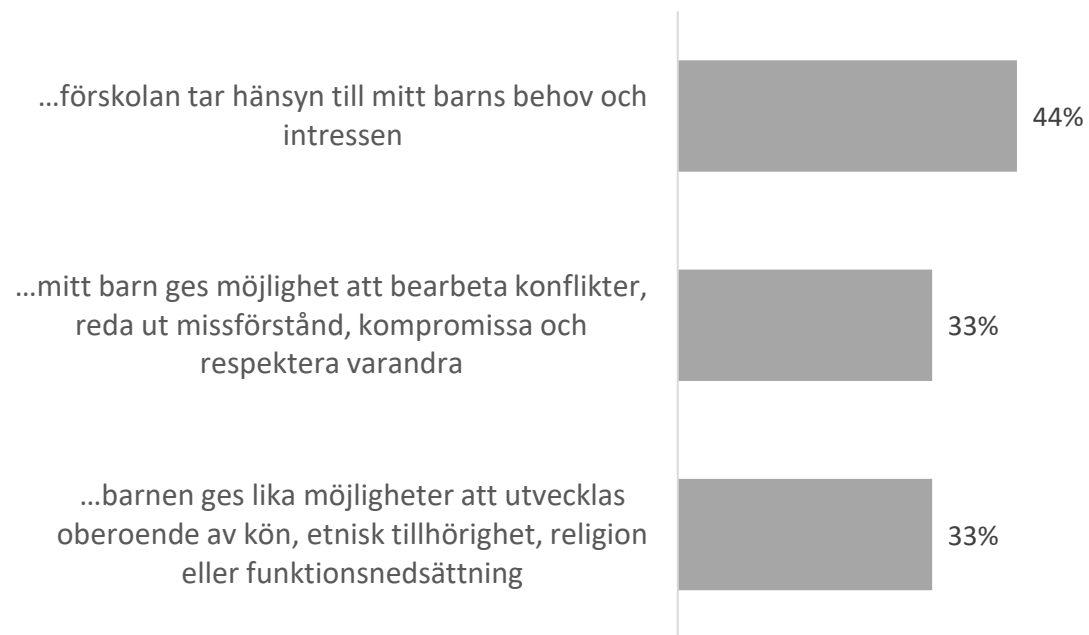 ...förskolan tar hänsyn till mitt barns behov och
intressen
44%
...mitt barn ges möjlighet att bearbeta konflikter,
reda ut missförstånd, kompromissa och
respektera varandra
33%
...barnen ges lika möjligheter att utvecklas
oberoende av kön, etnisk tillhörighet, religion
eller funktionsnedsättning
33%